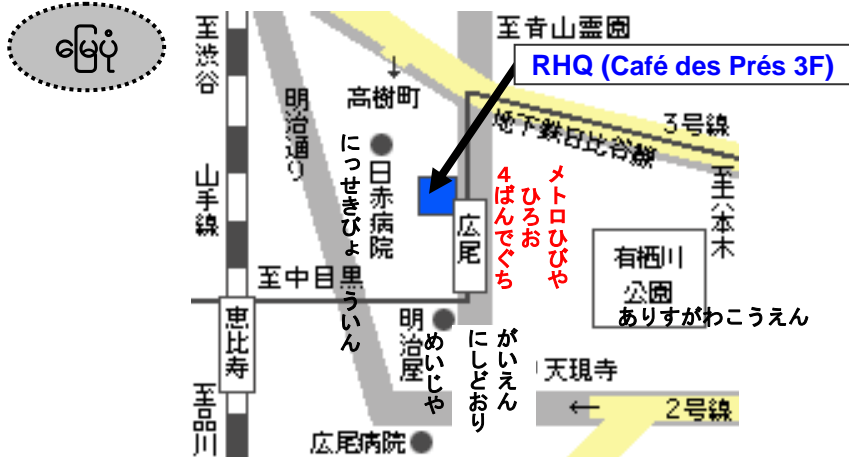 မြေပုံ
至渋谷
山手線
恵比寿
至品川
明治通り
高樹町
至青山霊園
RHQ (Café des Prés 3F)
3号線
地下鉄日比谷線
至六本木
日赤病院
にっせきびょ
ういん
広尾
メトロひびや
ひろお
4ばんでぐち
有栖川
公園
ありすがわこうえん
至中目黒
明治屋
めいじや
がいえん
にしどおり
天現寺
←
2号線
広尾病院